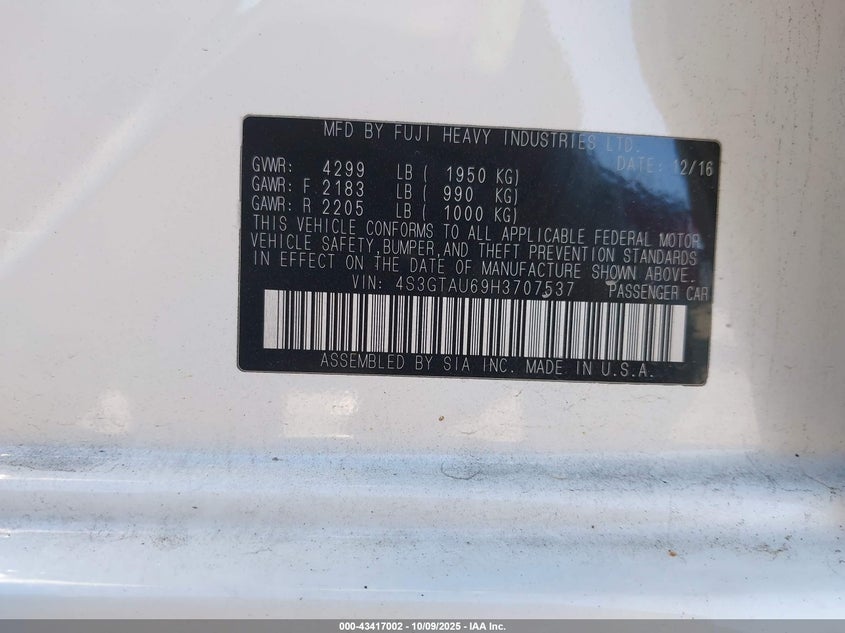 MFD BY FUJI HEAVY INDUSTRIES LTD.
DATE: 12/16
GVWR: 4299 LB ( 1950 KG)
GAWR: F 2183 LB ( 990 KG)
GAWR: R 2205 LB ( 1000 KG)
THIS VEHICLE CONFORMS TO ALL APPLICABLE FEDERAL MOTOR
VEHICLE SAFETY, BUMPER, AND THEFT PREVENTION STANDARDS
IN EFFECT ON THE DATE OF MANUFACTURE SHOWN ABOVE.
VIN: 4S3GTAU69H3707537 PASSENGER CAR
ASSEMBLED BY SIA INC. MADE IN U.S.A.
000-43417002 - 10/09/2025 - IAA Inc.